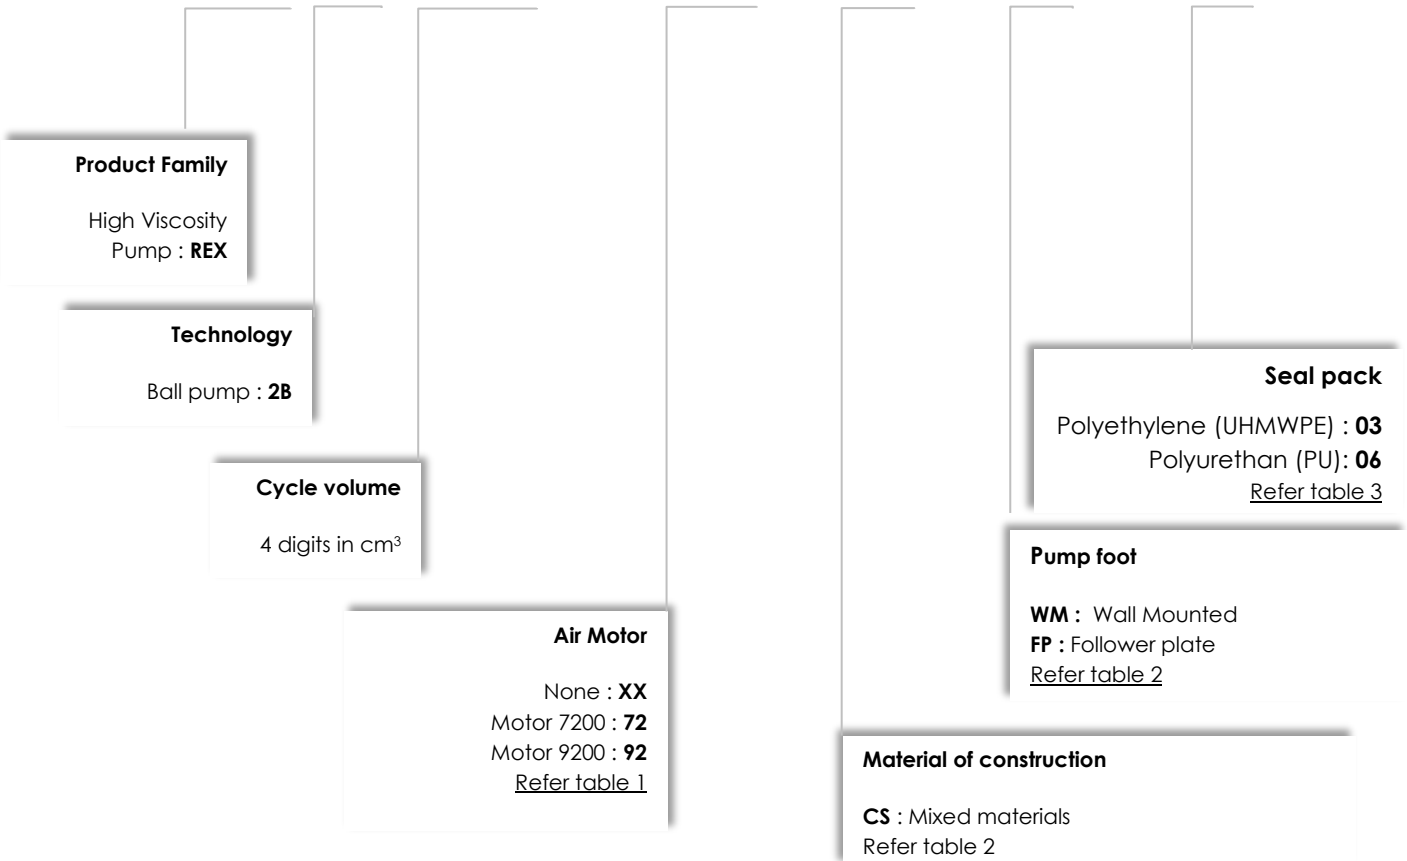 Product Family
High Viscosity
Pump : REX
Technology
Ball pump : 2B
Cycle volume
4 digits in cm³
Air Motor
None : XX
Motor 7200 : 72
Motor 9200 : 92
Refer table 1
Seal pack
Polyethylene (UHMWPE) : 03
Polyurethan (PU): 06
Refer table 3
Pump foot
WM : Wall Mounted
FP : Follower plate
Refer table 2
Material of construction
CS : Mixed materials
Refer table 2